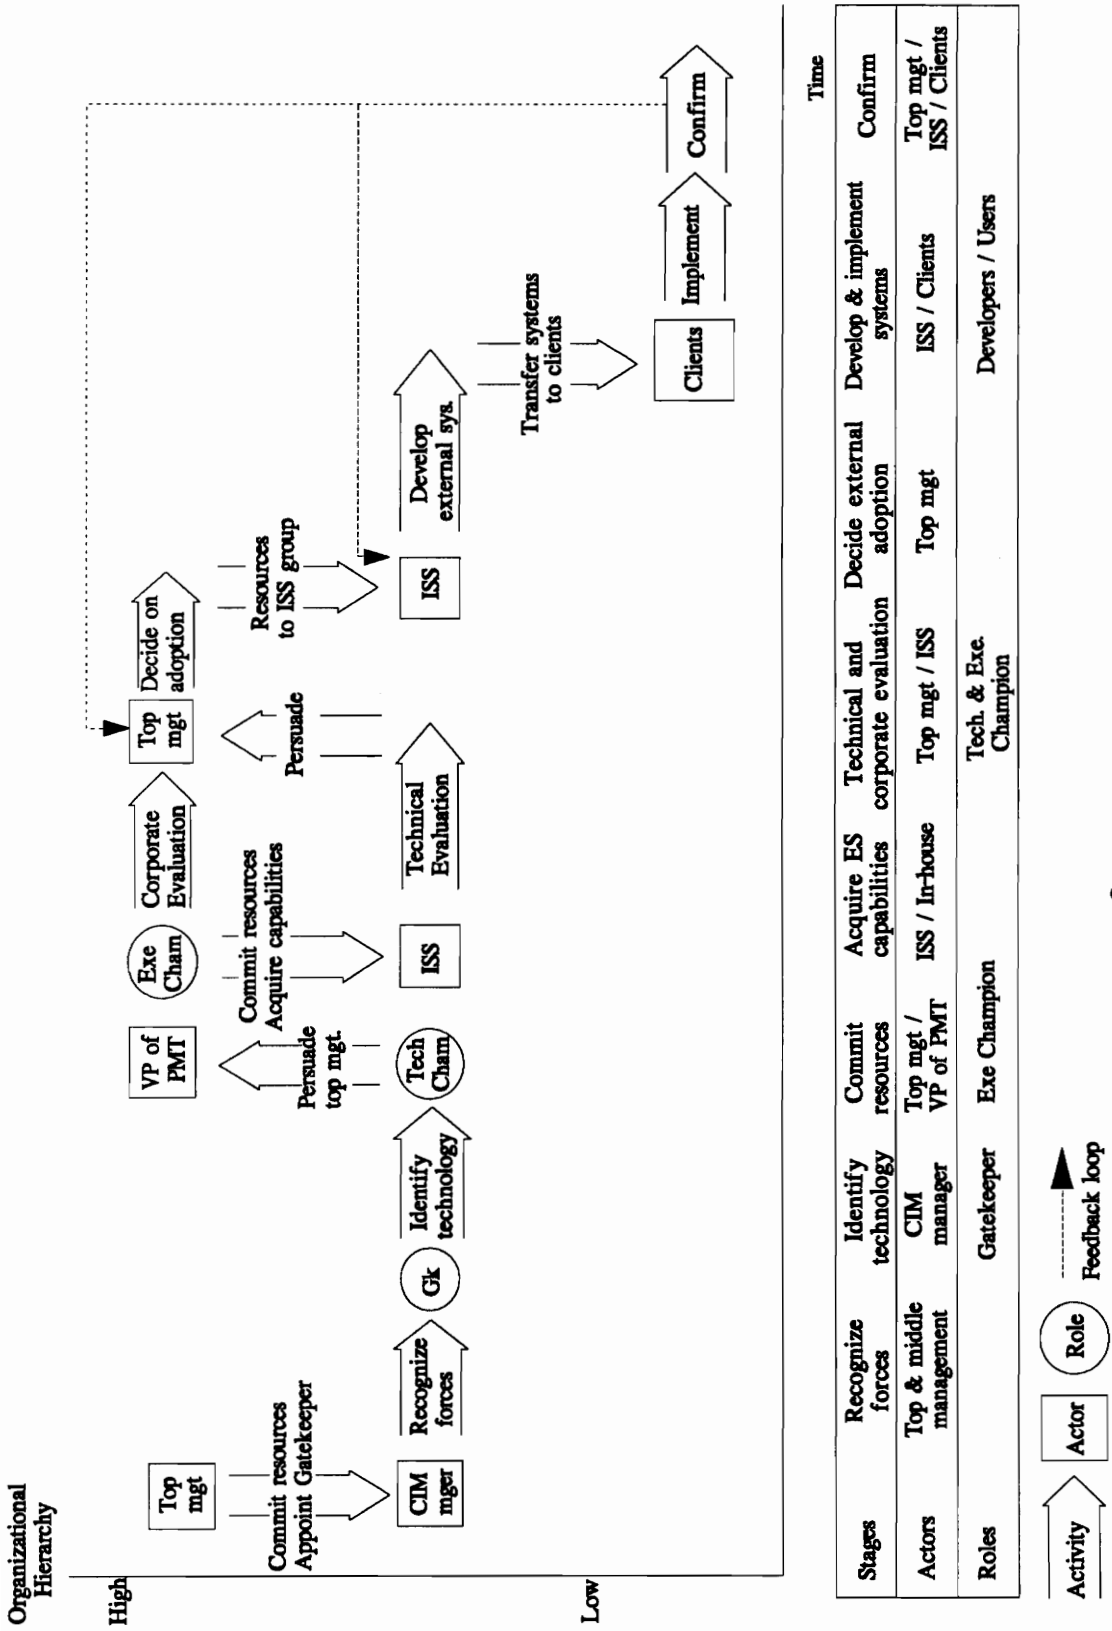 Organizational
Hierarchy
High
Low
Top
mgt
Commit resources
Appoint Gatekeeper
CIM
mger
Recognize
forces
Gk
Identify
technology
Tech
Cham
Persuade
top mgt.
VP of
PMT
Exe
Cham
Commit resources
Acquire capabilities
ISS
Corporate
Evaluation
Technical
Evaluation
Persuade
Top
mgt
Decide on
adoption
Resources
to ISS group
ISS
Develop
external sys.
Transfer systems
to clients
Clients
Implement
Confirm
Time
Stages
Recognize
forces
Identify
technology
Commit
resources
Acquire ES
capabilities
Technical and
corporate evaluation
Decide external
adoption
Develop & implement
systems
Confirm
Actors
Top & middle
management
CIM
manager
Top mgt /
VP of PMT
ISS / In-house
Top mgt / ISS
Top mgt
ISS / Clients
Top mgt /
ISS / Clients
Roles
Gatekeeper
Exe Champion
Tech. & Exe.
Champion
Developers / Users
Activity
Actor
Role
Feedback loop